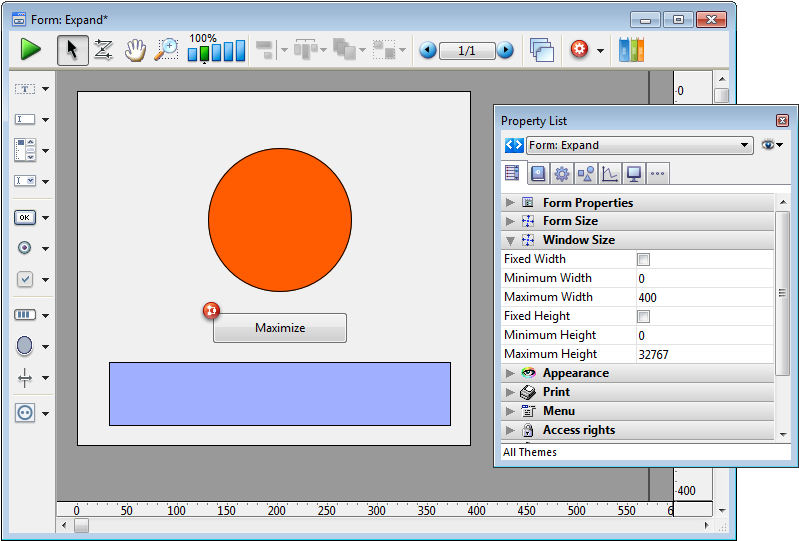 Form: Expand*
100%
1/1
T
OK
Maximize
0
400
0
50
100
150
200
250
300
350
400
450
500
550
6
Property List
Form: Expand
Form Properties
Form Size
Window Size
Fixed Width
Minimum Width 0
Maximum Width 400
Fixed Height
Minimum Height 0
Maximum Height 32767
Appearance
Print
Menu
Access rights
All Themes